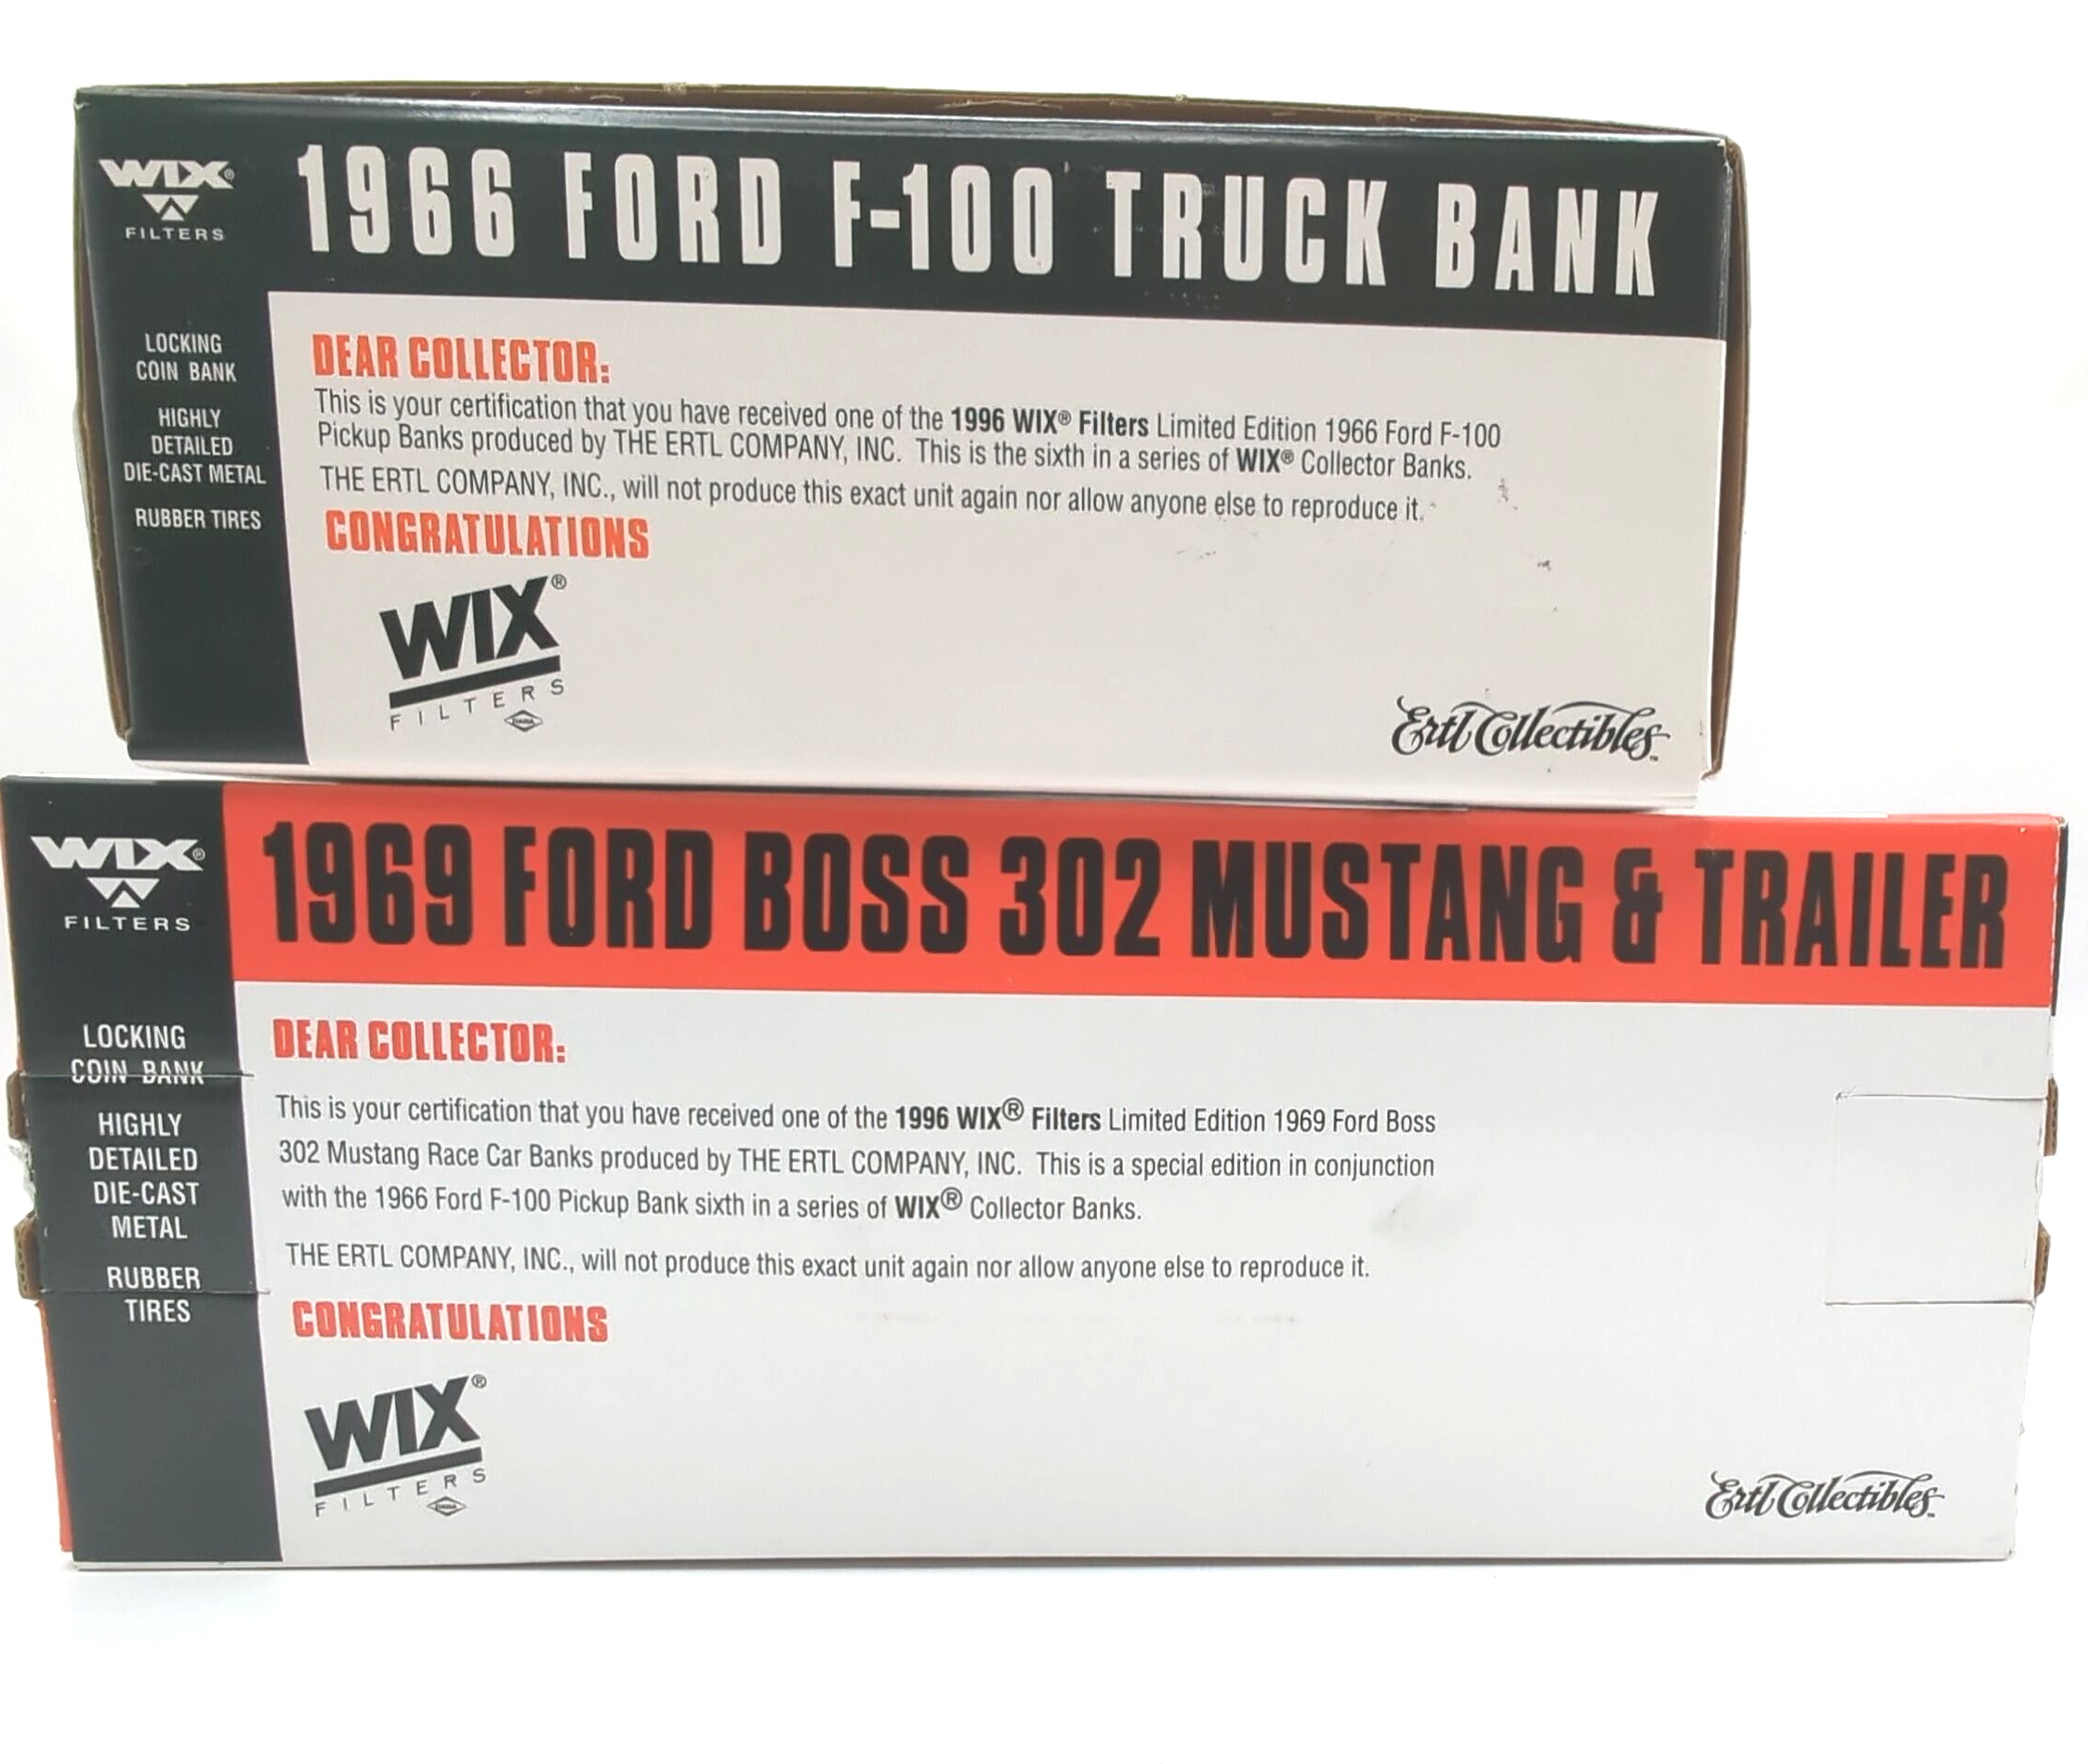 WIX®
FILTERS
1966 FORD F-100 TRUCK BANK
LOCKING
COIN BANK
HIGHLY
DETAILED
DIE-CAST METAL
RUBBER TIRES
DEAR COLLECTOR:
This is your certification that you have received one of the 1996 WIX® Filters Limited Edition 1966 Ford F-100
Pickup Banks produced by THE ERTL COMPANY, INC. This is the sixth in a series of WIX® Collector Banks.
THE ERTL COMPANY, INC., will not produce this exact unit again nor allow anyone else to reproduce it.
CONGRATULATIONS
WIX®
FILTERS
Ertl Collectibles™
WIX®
FILTERS
1969 FORD BOSS 302 MUSTANG & TRAILER
LOCKING
COIN BANK
HIGHLY
DETAILED
DIE-CAST
METAL
RUBBER
TIRES
DEAR COLLECTOR:
This is your certification that you have received one of the 1996 WIX® Filters Limited Edition 1969 Ford Boss
302 Mustang Race Car Banks produced by THE ERTL COMPANY, INC. This is a special edition in conjunction
with the 1966 Ford F-100 Pickup Bank sixth in a series of WIX® Collector Banks.
THE ERTL COMPANY, INC., will not produce this exact unit again nor allow anyone else to reproduce it.
CONGRATULATIONS
WIX®
FILTERS
Ertl Collectibles™